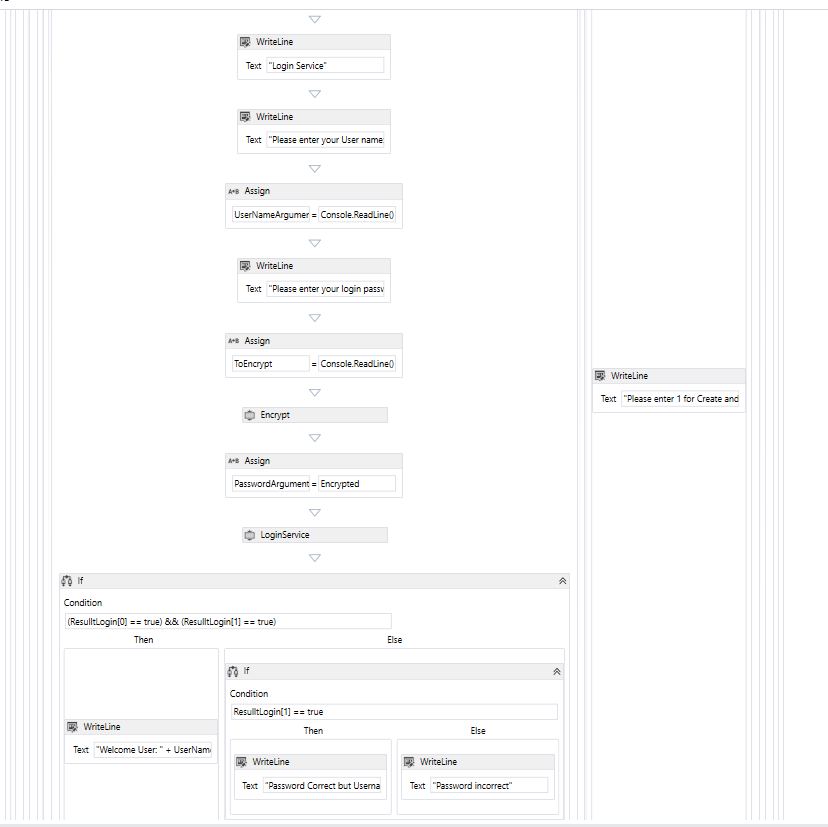 WriteLine
Text "Login Service"
WriteLine
Text "Please enter your User name
A+B Assign
UserNameArgumer = Console.ReadLine()
WriteLine
Text "Please enter your login passv
A+B Assign
ToEncrypt = Console.ReadLine()
WriteLine
Text "Please enter 1 for Create and
Encrypt
A+B Assign
PasswordArgument = Encrypted
LoginService
If
Condition
(ResulltLogin[0] == true) && (ResulltLogin[1] == true)
Then Else
If
Condition
ResulltLogin[1] == true
Then Else
WriteLine
Text "Welcome User: " + UserName
WriteLine
Text "Password Correct but Userna
WriteLine
Text "Password incorrect"